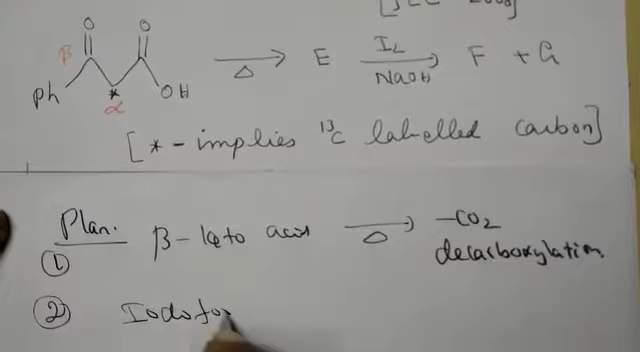 O O
β
Ph * α OH
Δ E I2 NaOH F + G
[* - implies 13C labelled carbon]
Plan.
① β-keto acid Δ -CO2
decarboxylation.
② Iodofo